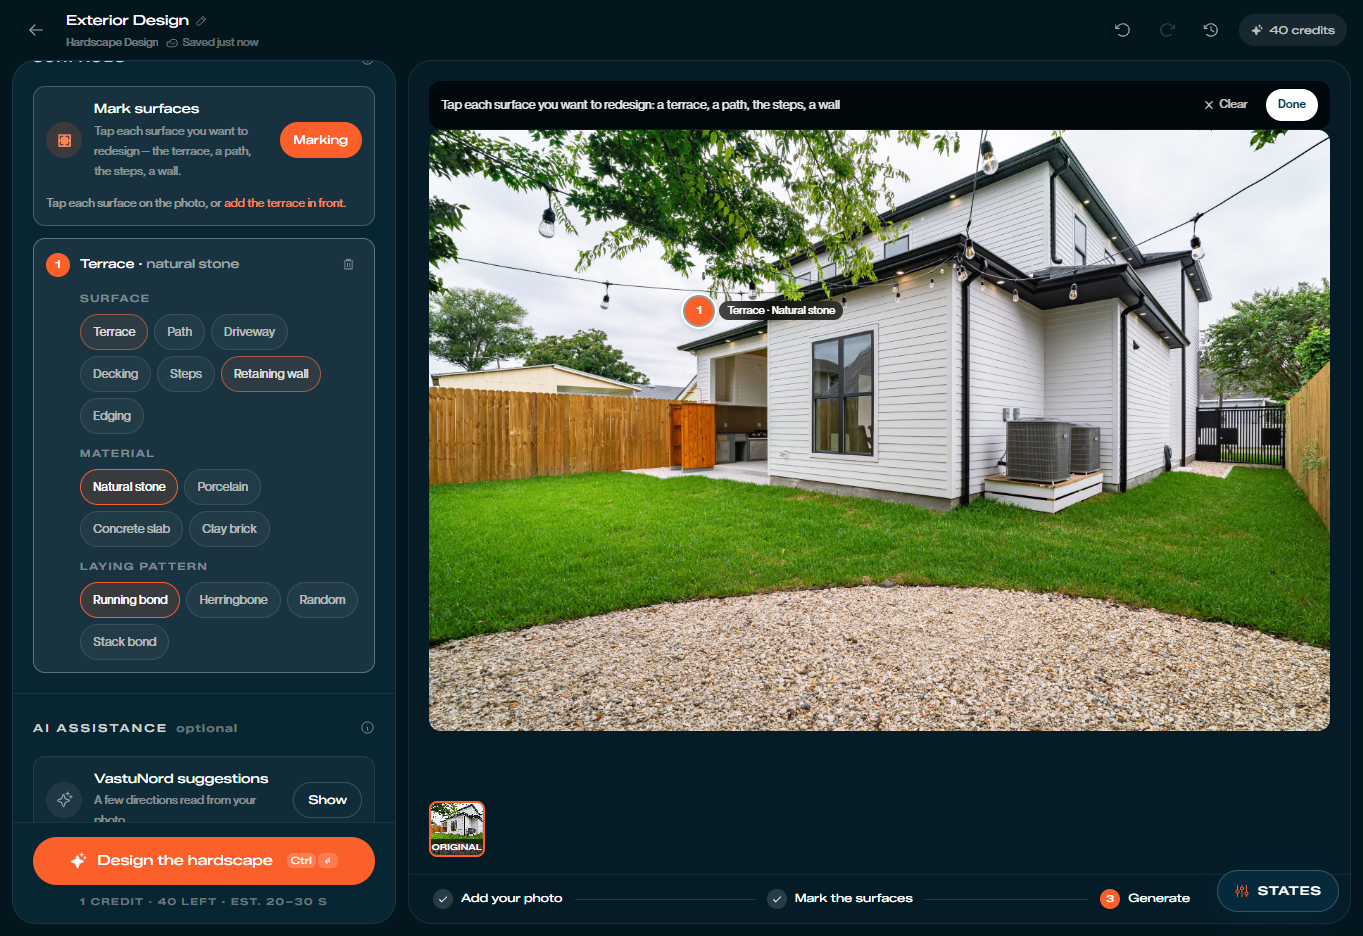 Exterior Design
Hardscape Design Saved just now
40 credits
Mark surfaces
Tap each surface you want to
redesign – the terrace, a path,
the steps, a wall.
Marking
Tap each surface on the photo, or add the terrace in front.
1 Terrace · natural stone
SURFACE
Terrace Path Driveway
Decking Steps Retaining wall
Edging
MATERIAL
Natural stone Porcelain
Concrete slab Clay brick
LAYING PATTERN
Running bond Herringbone Random
Stack bond
AI ASSISTANCE optional
VastuNord suggestions
A few directions read from your
photo
Show
Design the hardscape Ctrl
1 CREDIT · 40 LEFT · EST. 20–30 S
Tap each surface you want to redesign: a terrace, a path, the steps, a wall
Clear Done
1 Terrace · Natural stone
ORIGINAL
Add your photo Mark the surfaces 3 Generate
STATES